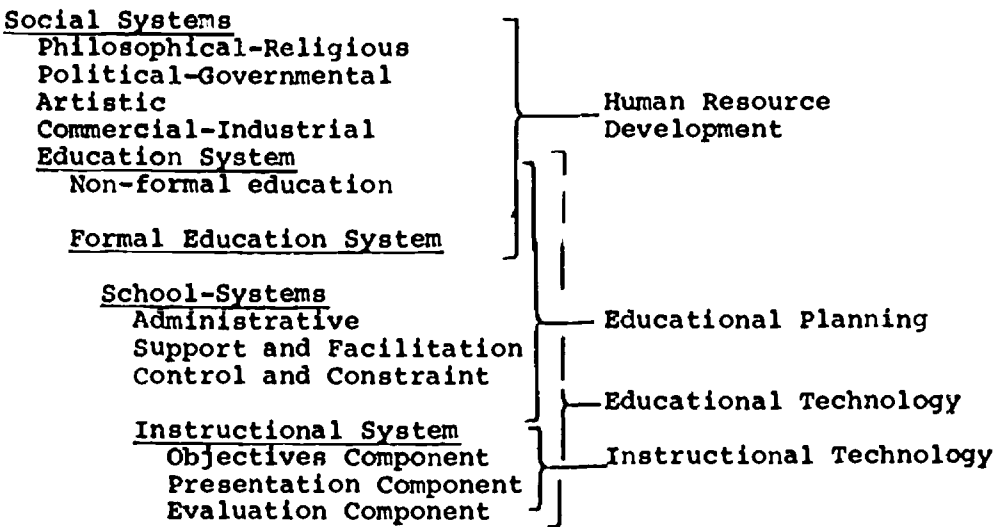 Social Systems
Philosophical-Religious
Political-Governmental
Artistic
Commercial-Industrial
Education System
Non-formal education
Formal Education System
School-Systems
Administrative
Support and Facilitation
Control and Constraint
Instructional System
Objectives Component
Presentation Component
Evaluation Component
Human Resource
Development
Educational Planning
Educational Technology
Instructional Technology